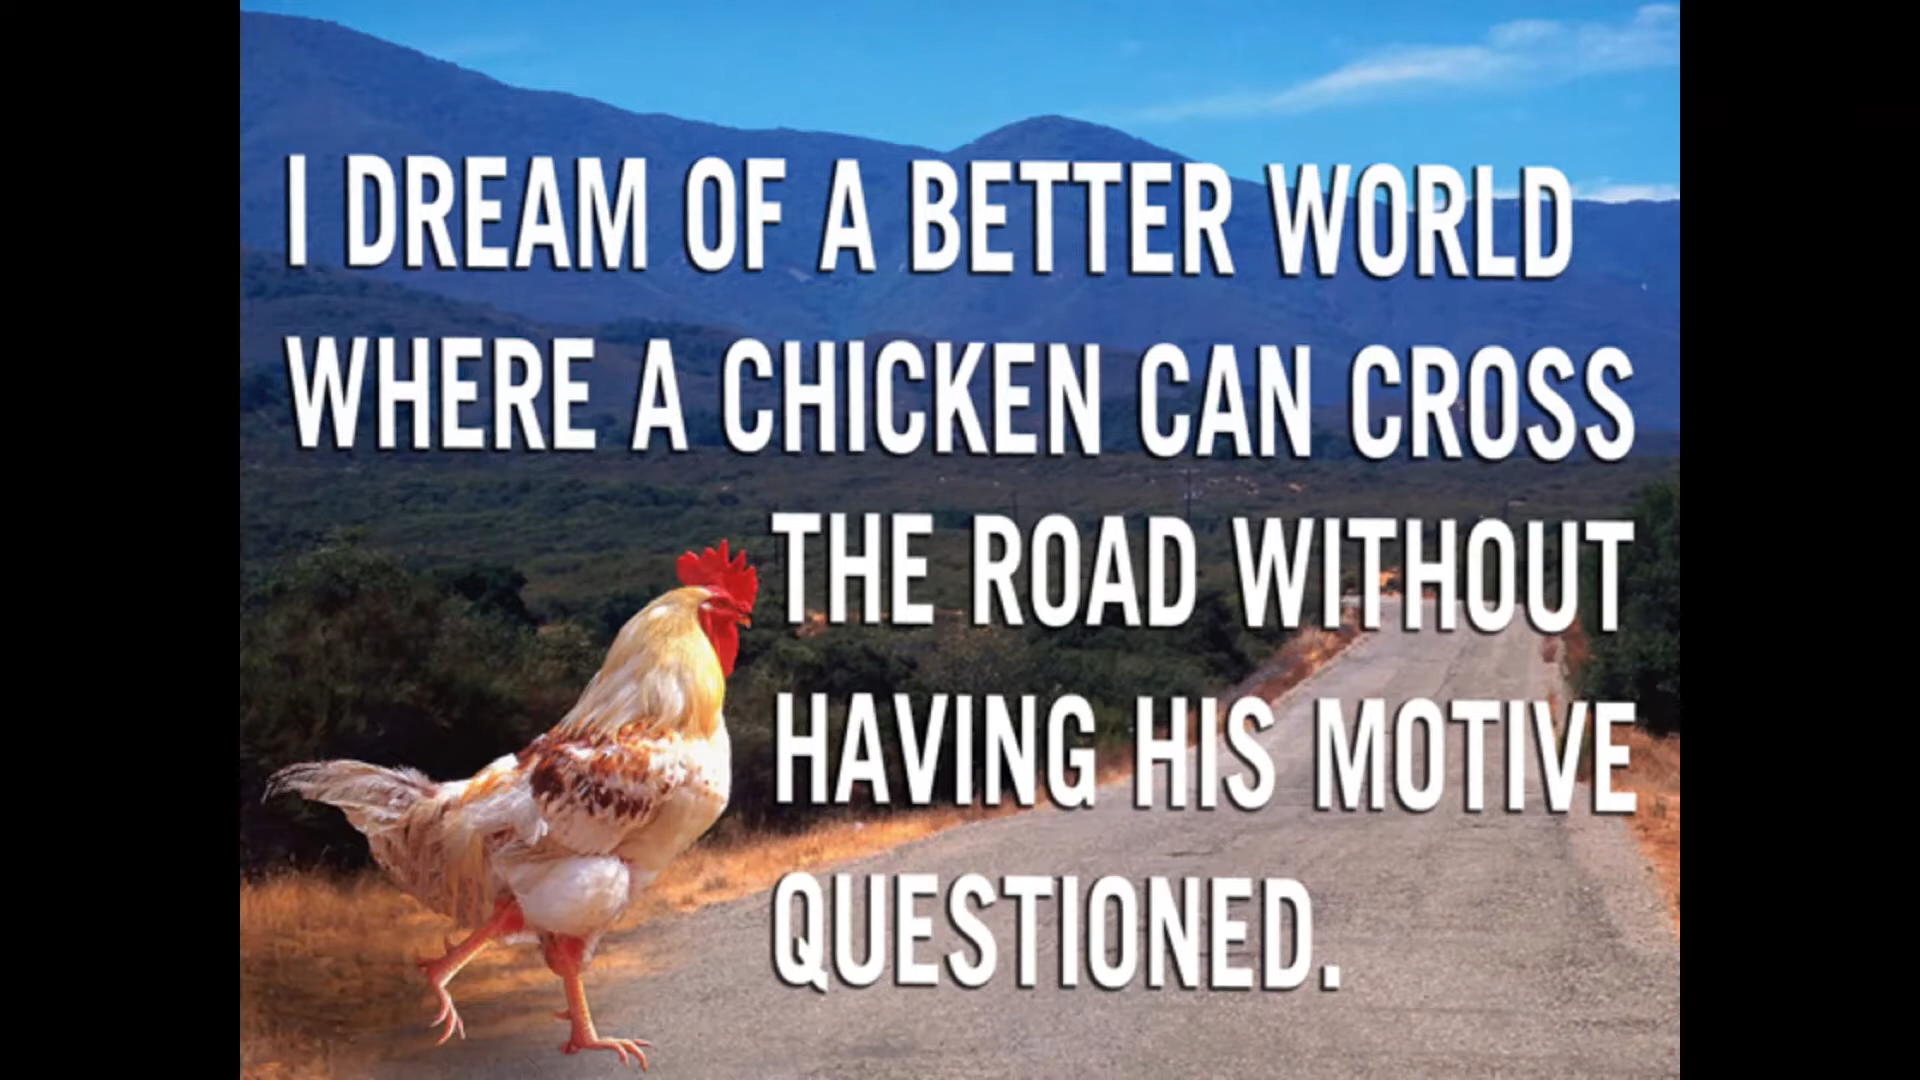 I DREAM OF A BETTER WORLD
WHERE A CHICKEN CAN CROSS
THE ROAD WITHOUT
HAVING HIS MOTIVE
QUESTIONED.